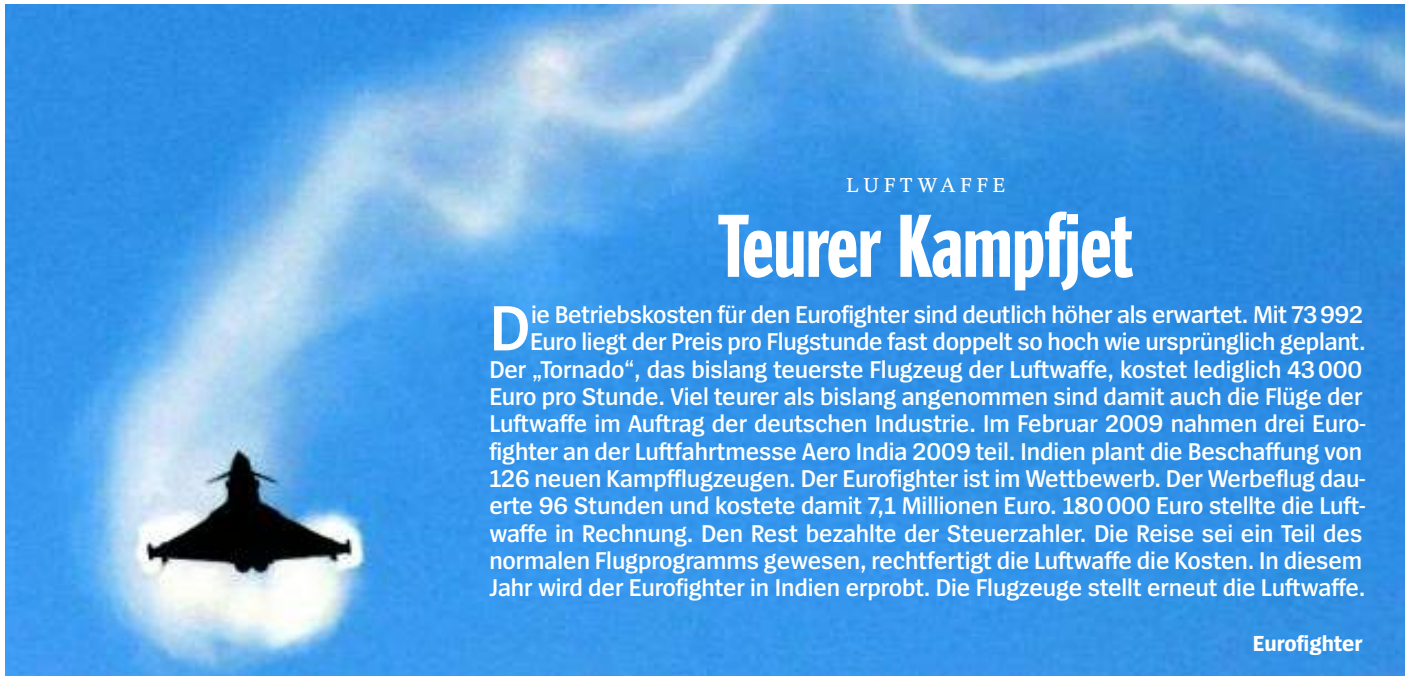 LUFTWAFFE
Teurer Kampfjet
Die Betriebskosten für den Eurofighter sind deutlich höher als erwartet. Mit 73 992
Euro liegt der Preis pro Flugstunde fast doppelt so hoch wie ursprünglich geplant.
Der „Tornado“, das bislang teuerste Flugzeug der Luftwaffe, kostet lediglich 43 000
Euro pro Stunde. Viel teurer als bislang angenommen sind damit auch die Flüge der
Luftwaffe im Auftrag der deutschen Industrie. Im Februar 2009 nahmen drei Euro-
fighter an der Luftfahrtmesse Aero India 2009 teil. Indien plant die Beschaffung von
126 neuen Kampfflugzeugen. Der Eurofighter ist im Wettbewerb. Der Werbeflug dau-
erte 96 Stunden und kostete damit 7,1 Millionen Euro. 180 000 Euro stellte die Luft-
waffe in Rechnung. Den Rest bezahlte der Steuerzahler. Die Reise sei ein Teil des
normalen Flugprogramms gewesen, rechtfertigt die Luftwaffe die Kosten. In diesem
Jahr wird der Eurofighter in Indien erprobt. Die Flugzeuge stellt erneut die Luftwaffe.
Eurofighter